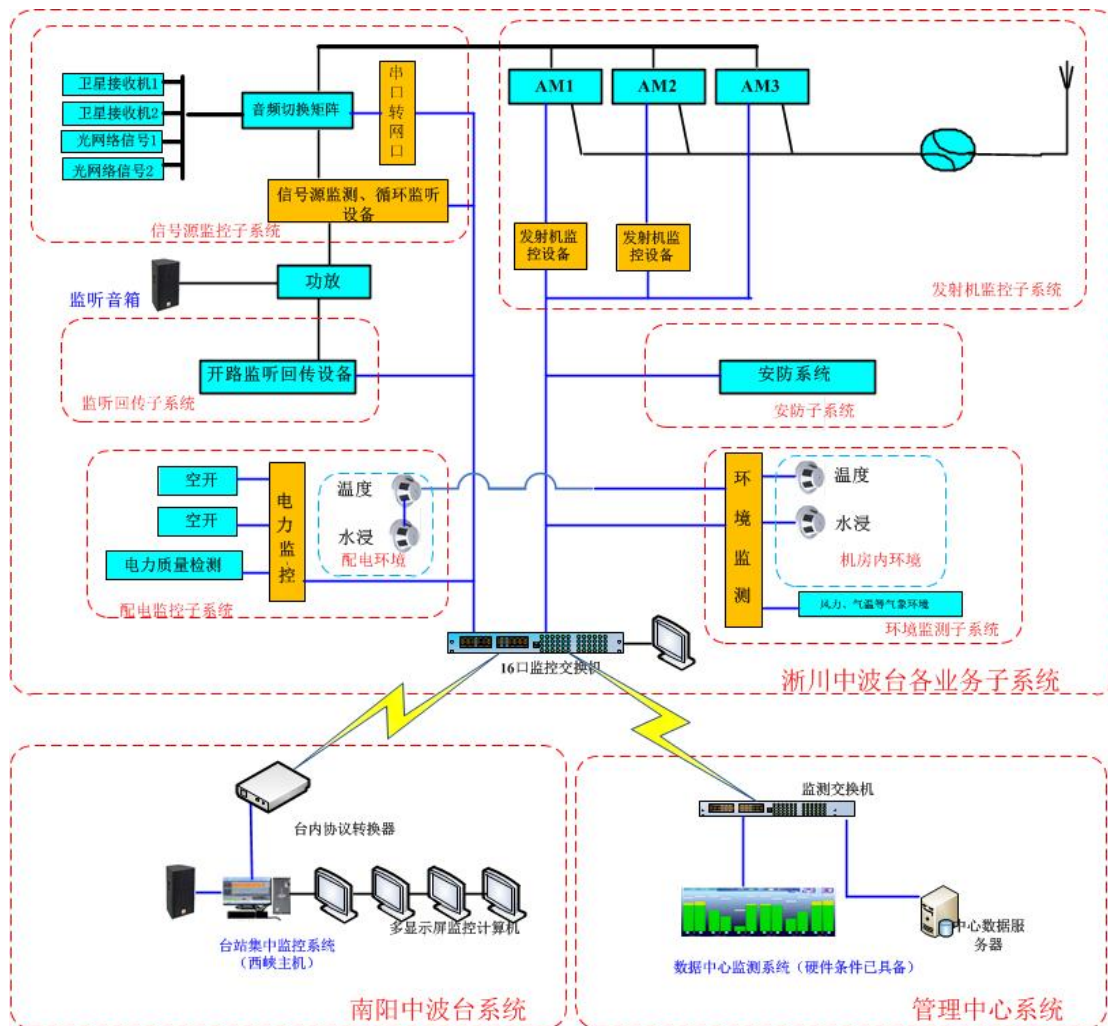 卫星接收机1
卫星接收机2
光网络信号1
光网络信号2
音频切换矩阵
串
口
转
网
口
信号源监测、循环监听
设备
信号源监控子系统
AM1
AM2
AM3
发射机监
控设备
发射机监
控设备
发射机监控子系统
监听音箱
功放
开路监听回传设备
监听回传子系统
安防系统
安防子系统
空开
空开
电力质量检测
电
力
监
控
温度
水浸
配电环境
配电监控子系统
环
境
监
测
温度
水浸
机房内环境
风力、气温等气象环境
环境监测子系统
16口监控交换机
淅川中波台各业务子系统
台内协议转换器
多显示屏监控计算机
台站集中监控系统
（西峡主机）
南阳中波台系统
监测交换机
中心数据服
务器
数据中心监测系统（硬件条件已具备）
管理中心系统